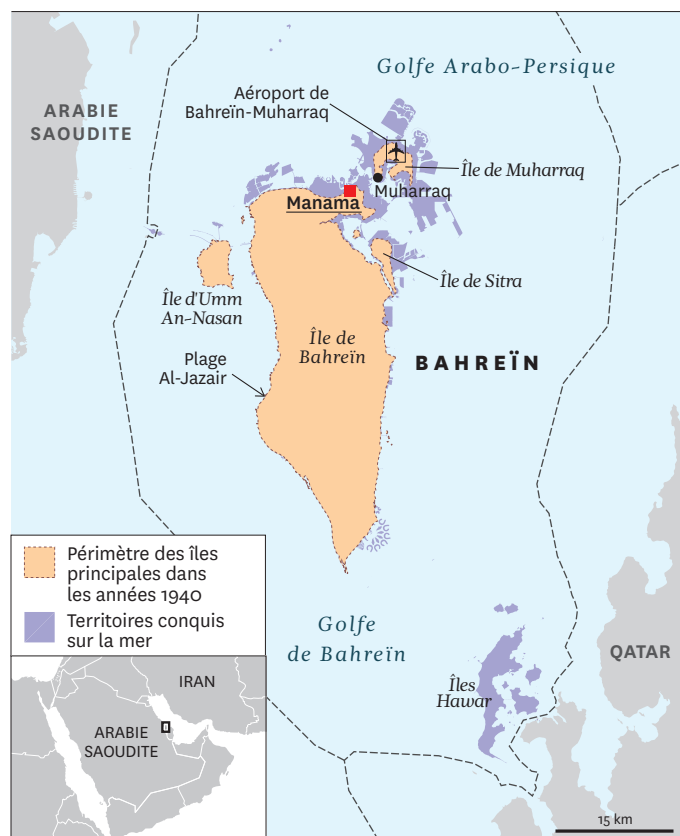 Golfe Arabo-Persique
ARABIE
SAOUDITE
Aéroport de
Bahreïn-Muharraq
Île de Muharraq
Muharraq
Manama
Île de Sitra
Île d'Umm
An-Nasan
Île de
Bahreïn
BAHREÏN
Plage
Al-Jazair
Périmètre des îles
principales dans
les années 1940
Territoires conquis
sur la mer
Golfe
de Bahreïn
QATAR
Îles
Hawar
IRAN
ARABIE
SAOUDITE
15 km